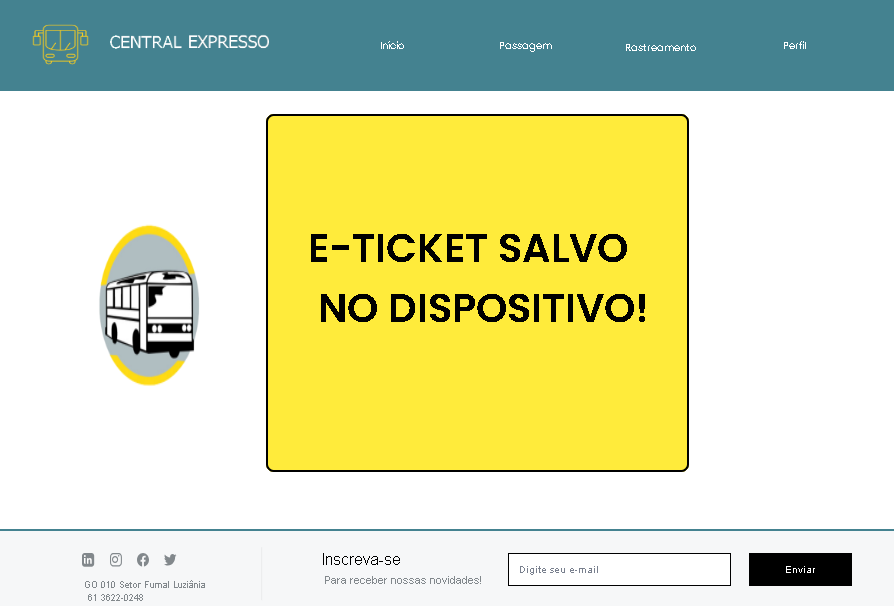 CENTRAL EXPRESSO
Início
Passagem
Rastreamento
Perfil
E-TICKET SALVO
NO DISPOSITIVO!
Inscreva-se
Para receber nossas novidades!
Digite seu e-mail
Enviar
GO 010 Setor Fumal Luziânia
61 3622-0248